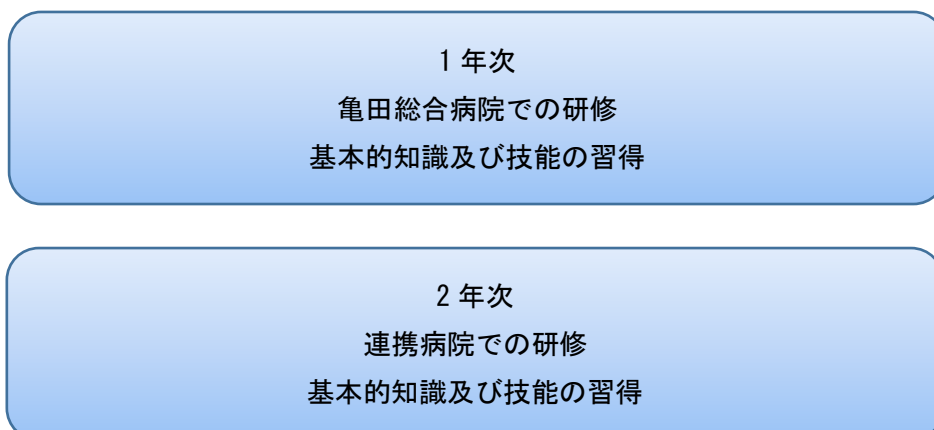 1 年次
亀田総合病院での研修
基本的知識及び技能の習得
2 年次
連携病院での研修
基本的知識及び技能の習得